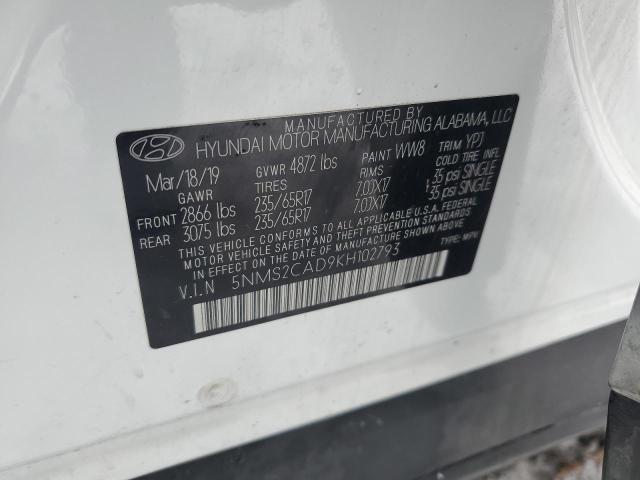 MANUFACTURED BY
HYUNDAI MOTOR MANUFACTURING ALABAMA, LLC
Mar/18/19 GVWR 4872 lbs PAINT WW8 TRIM YPJ
GAWR TIRES RIMS COLD TIRE INFL
FRONT 2866 lbs 235/65R17 7.0JX17 35 psi SINGLE
REAR 3075 lbs 235/65R17 7.0JX17 35 psi SINGLE
THIS VEHICLE CONFORMS TO ALL APPLICABLE U.S.A. FEDERAL
MOTOR VEHICLE SAFETY, BUMPER, AND THEFT PREVENTION STANDARDS
IN EFFECT ON THE DATE OF MANUFACTURE SHOWN ABOVE.
V.I.N 5NMS2CAD9KH102793 TYPE: MPV